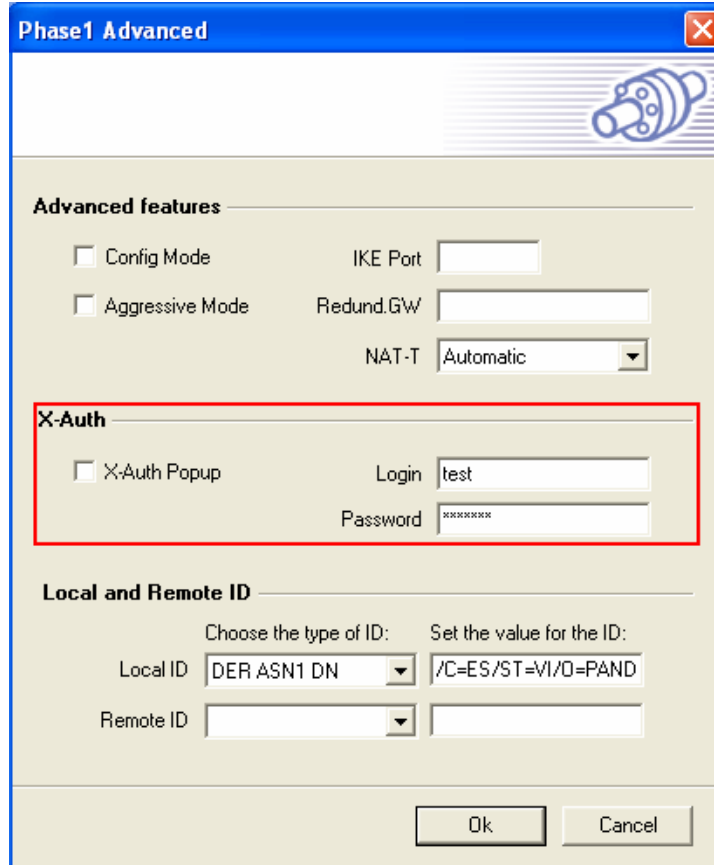 Phase1 Advanced
Advanced features
Config Mode IKE Port
Aggressive Mode Redund.GW
NAT-T Automatic
X-Auth
X-Auth Popup Login test
Password *******
Local and Remote ID
Choose the type of ID: Set the value for the ID:
Local ID DER ASN1 DN /C=ES/ST=VI/O=PAND
Remote ID
Ok Cancel